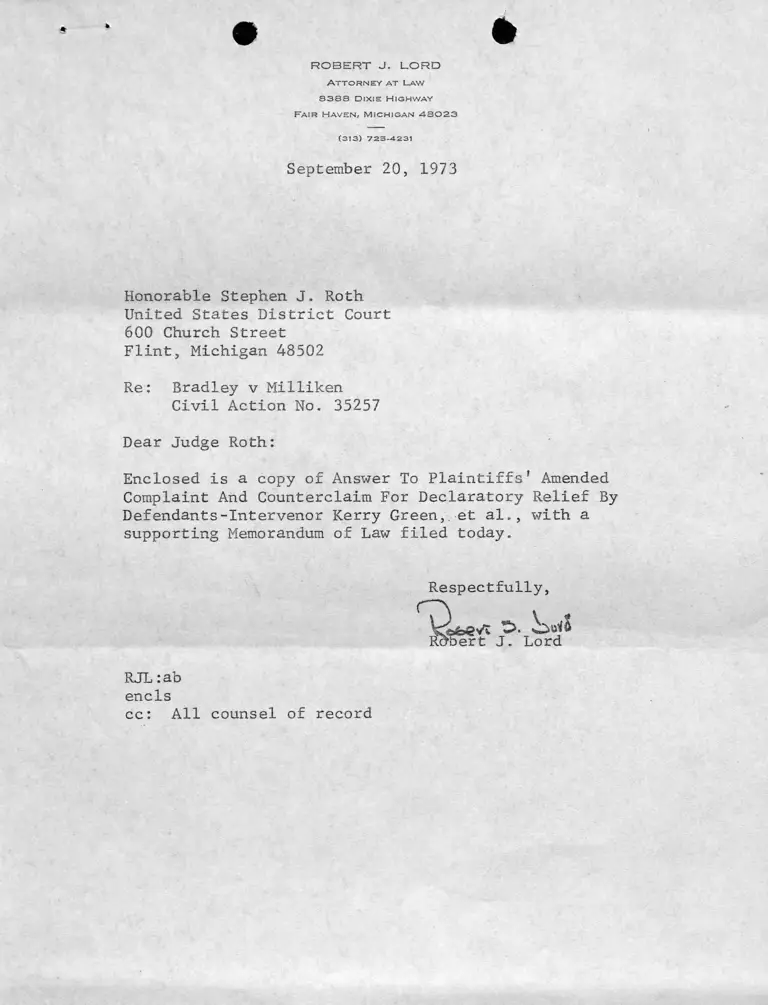 ROBERT J. LORD
ATTORNEY AT LAW
8388 DIXIE HIGHWAY
FAIR HAVEN, MICHIGAN 48023
(313) 725-4231
September 20, 1973
Honorable Stephen J. Roth
United States District Court
600 Church Street
Flint, Michigan 48502
Re: Bradley v Milliken
Civil Action No. 35257
Dear Judge Roth:
Enclosed is a copy of Answer To Plaintiffs' Amended
Complaint And Counterclaim For Declaratory Relief By
Defendants-Intervenor Kerry Green, et al., with a
supporting Memorandum of Law filed today.
Respectfully,
Robert J. Lord
Robert J. Lord
RJL:ab
encls
cc: All counsel of record